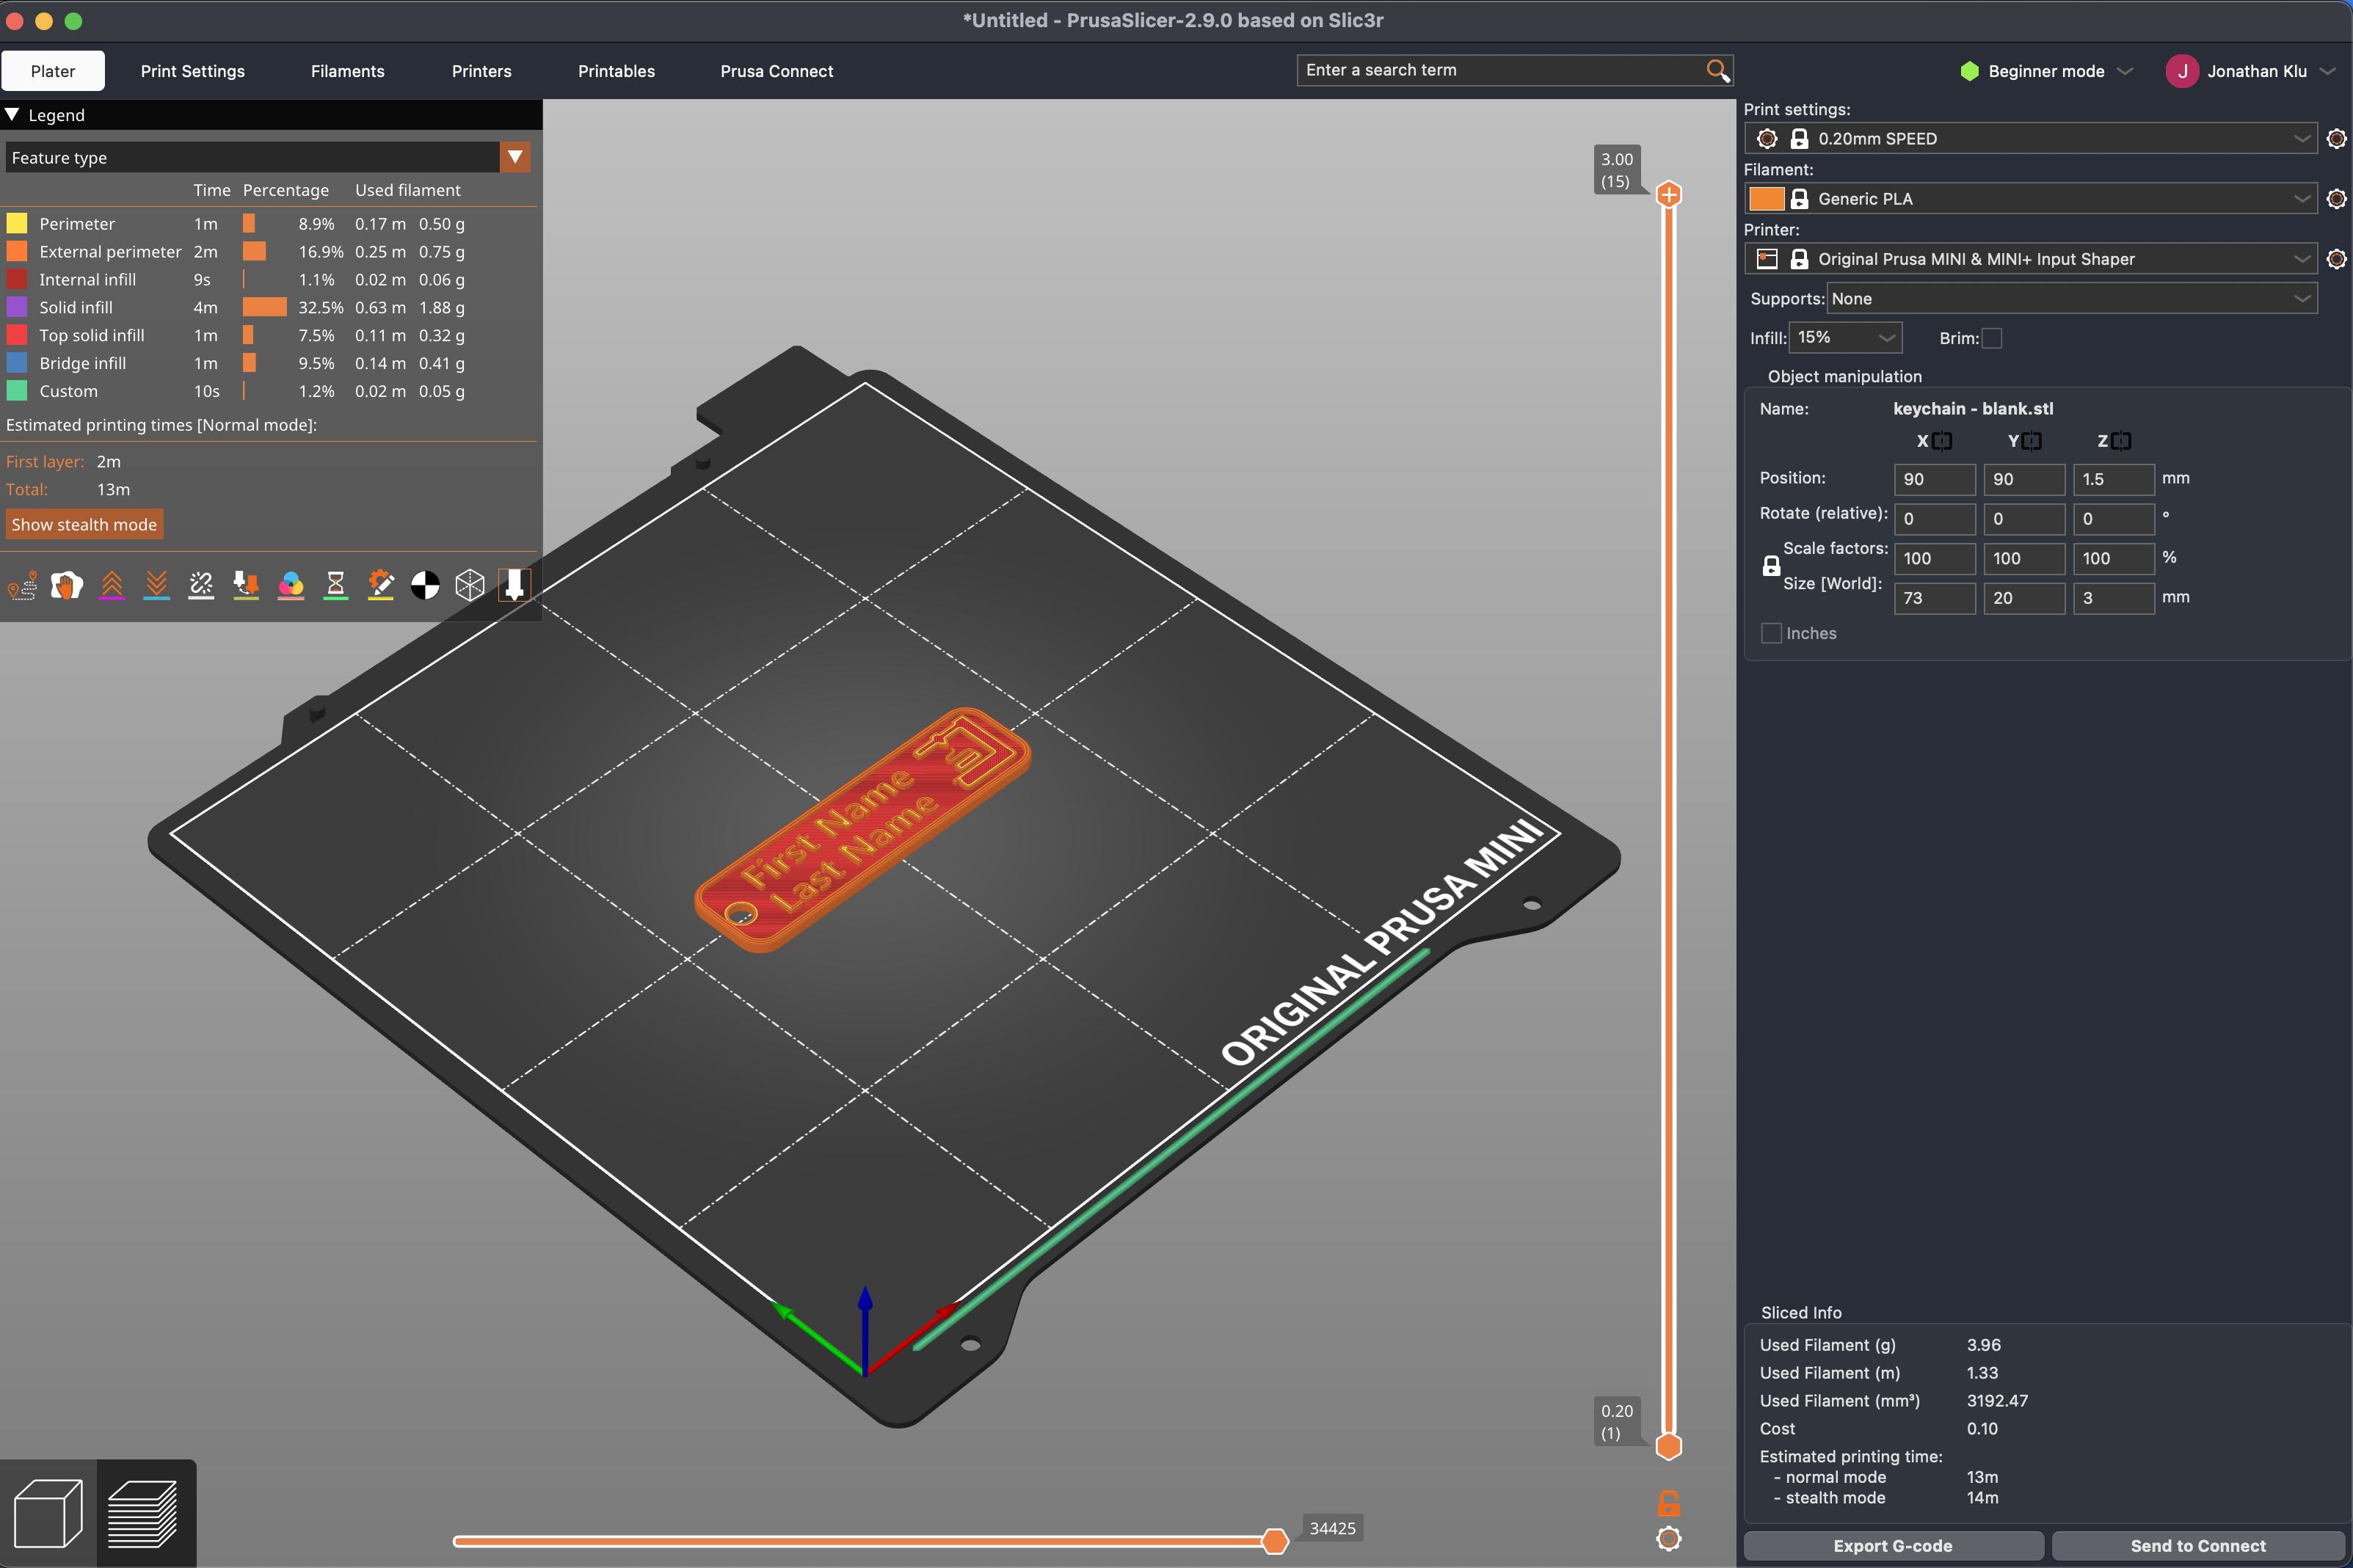 *Untitled - PrusaSlicer-2.9.0 based on Slic3r
Plater Print Settings Filaments Printers Printables Prusa Connect Enter a search term Beginner mode J Jonathan Klu
Legend
Feature type
Time Percentage Used filament
Perimeter 1m 8.9% 0.17 m 0.50 g
External perimeter 2m 16.9% 0.25 m 0.75 g
Internal infill 9s 1.1% 0.02 m 0.06 g
Solid infill 4m 32.5% 0.63 m 1.88 g
Top solid infill 1m 7.5% 0.11 m 0.32 g
Bridge infill 1m 9.5% 0.14 m 0.41 g
Custom 10s 1.2% 0.02 m 0.05 g
Estimated printing times [Normal mode]:
First layer: 2m
Total: 13m
Show stealth mode
3.00
(15)
First Name
Last Name
ORIGINAL PRUSA MINI
0.20
(1)
34425
Print settings:
0.20mm SPEED
Filament:
Generic PLA
Printer:
Original Prusa MINI & MINI+ Input Shaper
Supports: None
Infill: 15% Brim:
Object manipulation
Name: keychain - blank.stl
X Y Z
Position: 90 90 1.5 mm
Rotate (relative): 0 0 0 °
Scale factors: 100 100 100 %
Size [World]: 73 20 3 mm
Inches
Sliced Info
Used Filament (g) 3.96
Used Filament (m) 1.33
Used Filament (mm³) 3192.47
Cost 0.10
Estimated printing time:
- normal mode 13m
- stealth mode 14m
Export G-code Send to Connect